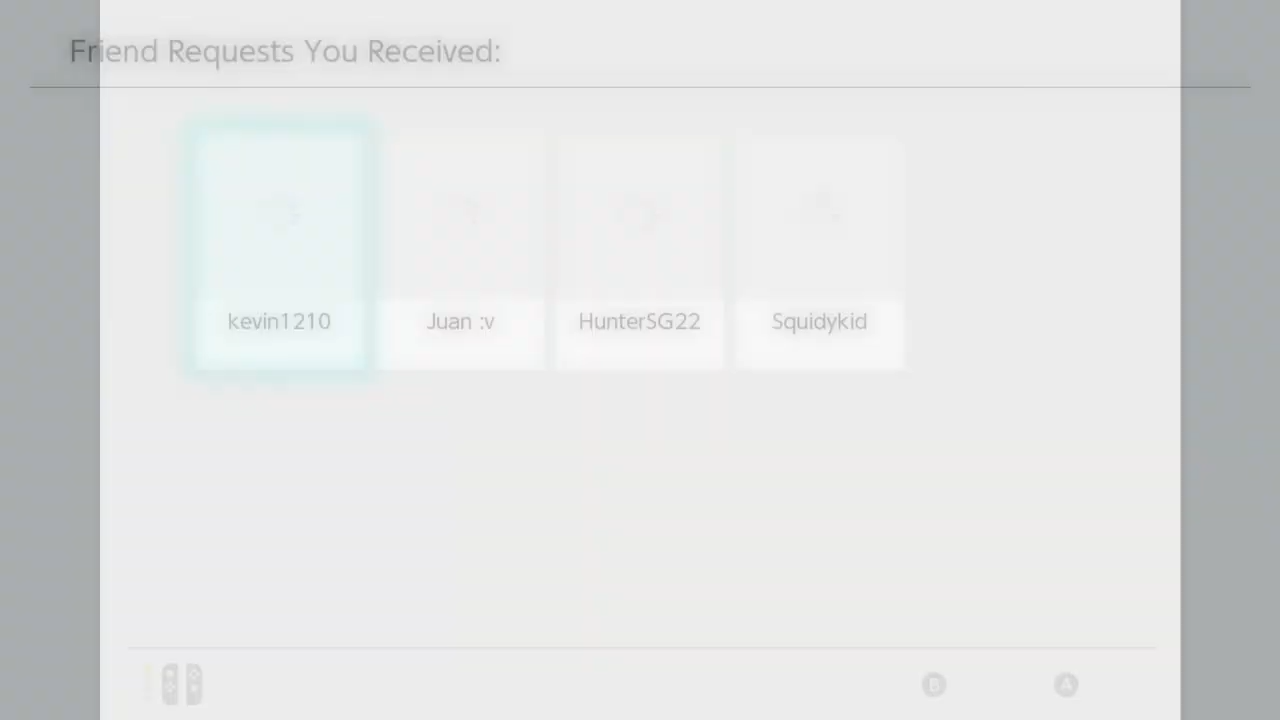 Friend Requests You Received:
kevin1210 Juan :v HunterSG22 Squidykid
B A